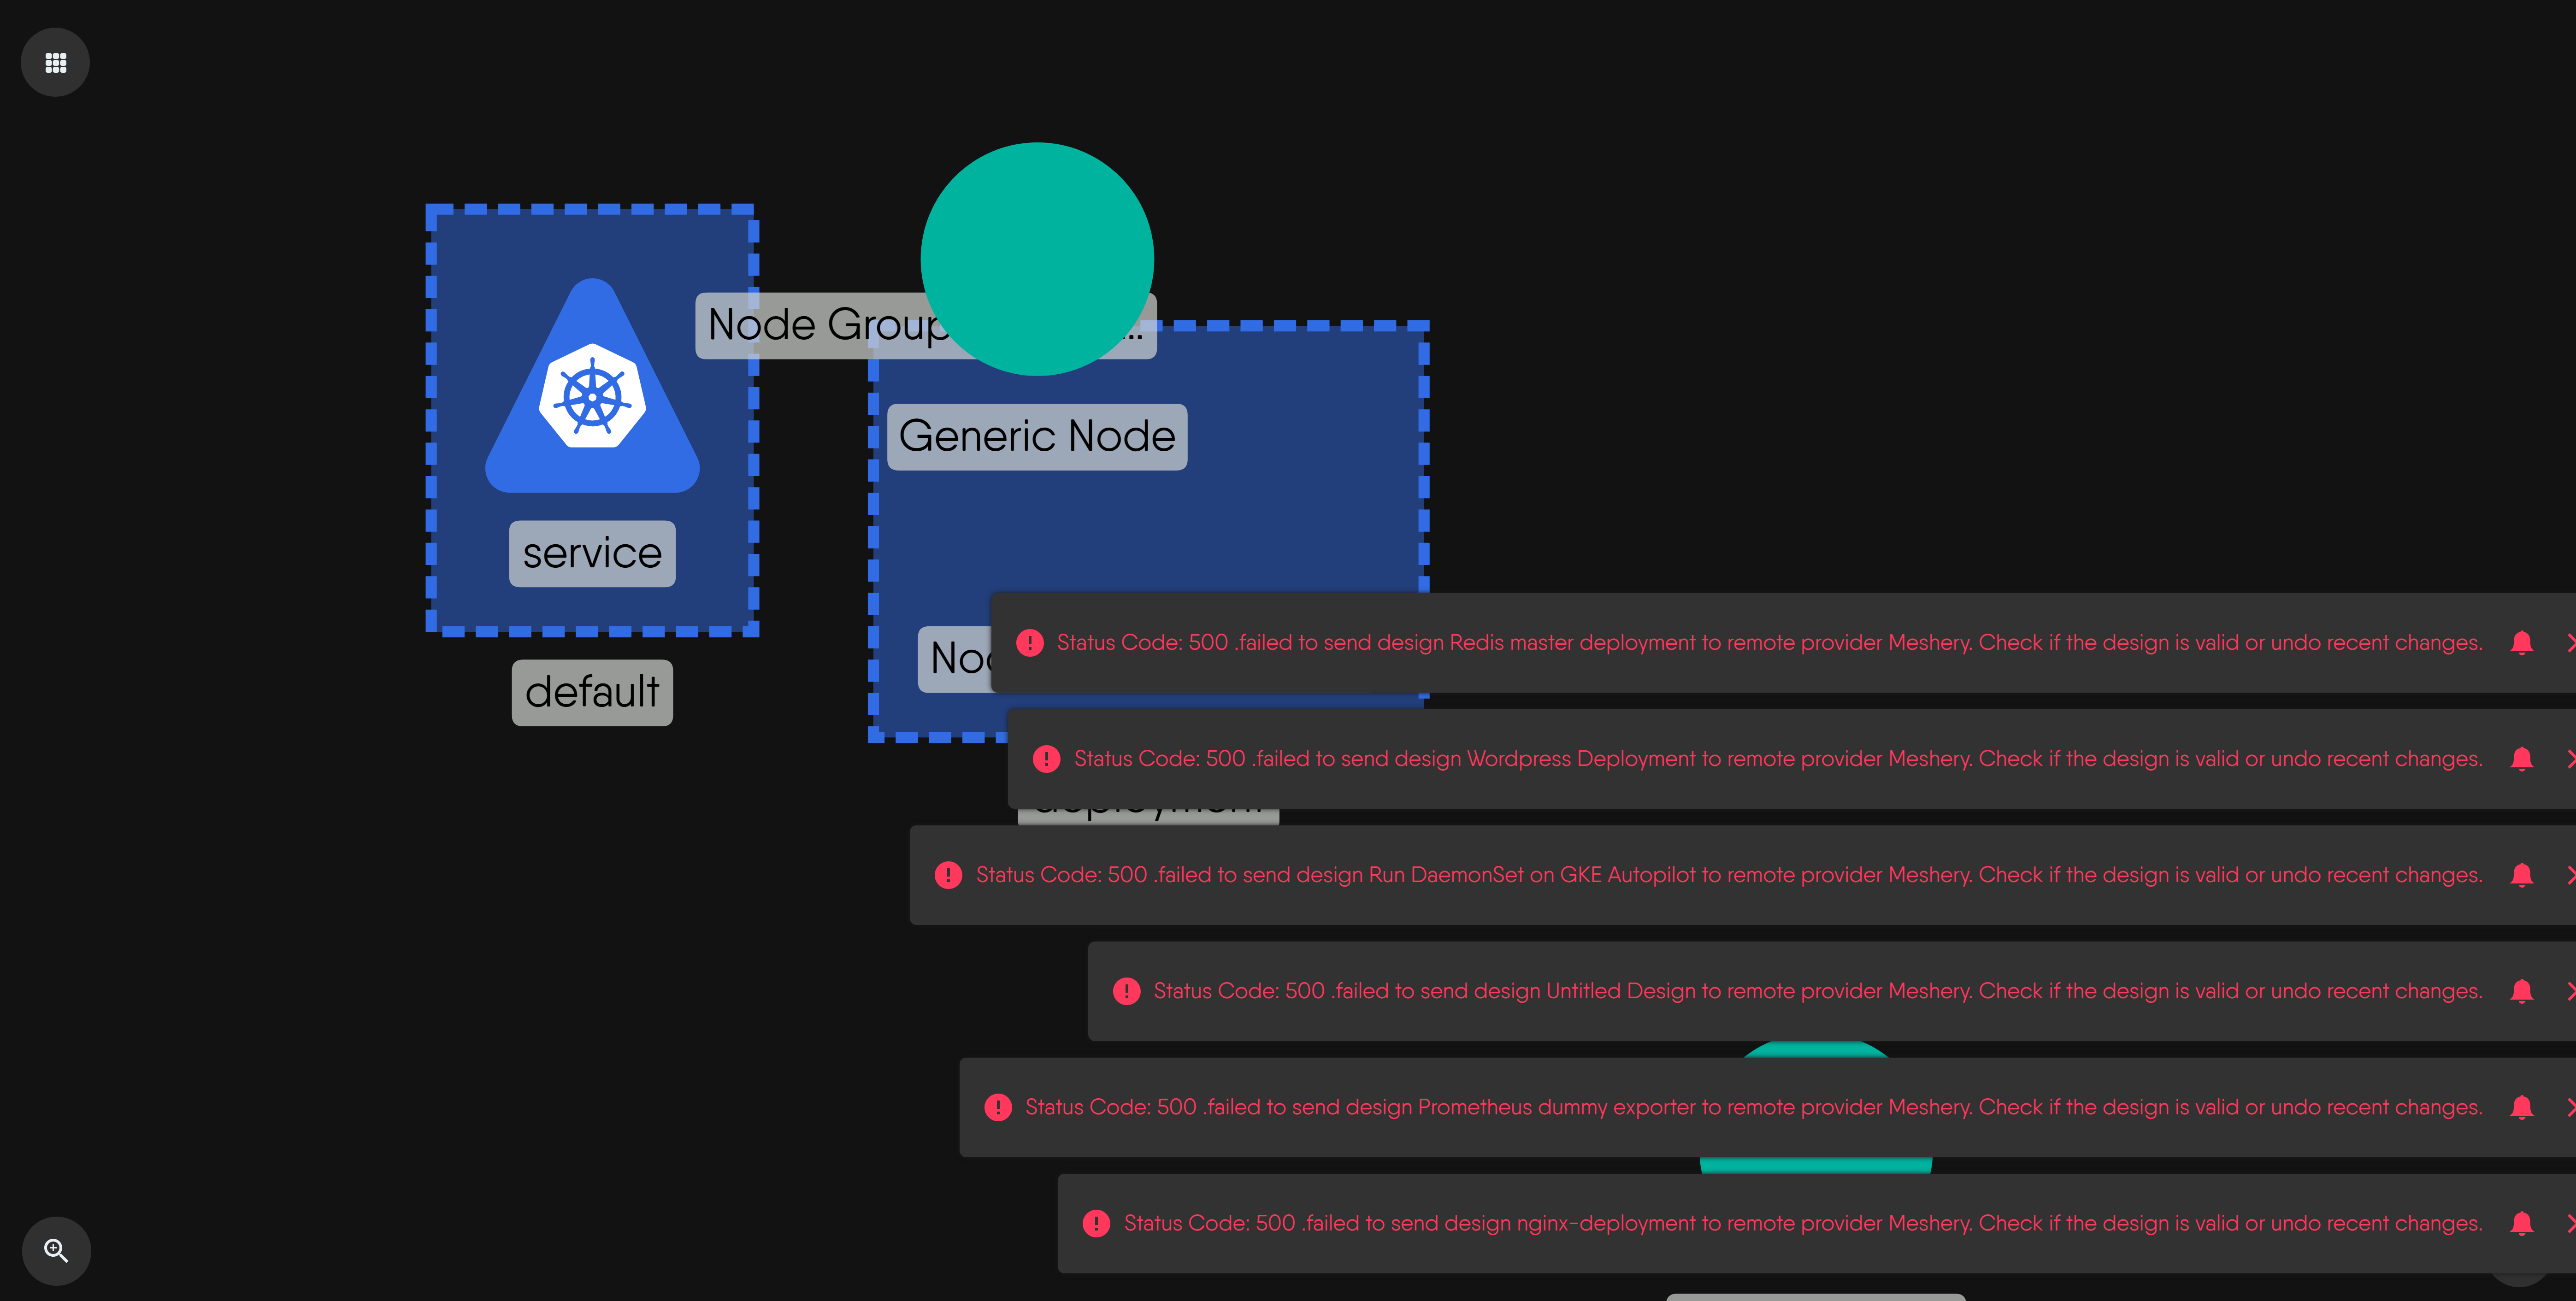 Node Group
...
Generic Node
service
default
Status Code: 500 .failed to send design Redis master deployment to remote provider Meshery. Check if the design is valid or undo recent changes.
Status Code: 500 .failed to send design Wordpress Deployment to remote provider Meshery. Check if the design is valid or undo recent changes.
deployment
Status Code: 500 .failed to send design Run DaemonSet on GKE Autopilot to remote provider Meshery. Check if the design is valid or undo recent changes.
Status Code: 500 .failed to send design Untitled Design to remote provider Meshery. Check if the design is valid or undo recent changes.
Status Code: 500 .failed to send design Prometheus dummy exporter to remote provider Meshery. Check if the design is valid or undo recent changes.
Status Code: 500 .failed to send design nginx-deployment to remote provider Meshery. Check if the design is valid or undo recent changes.